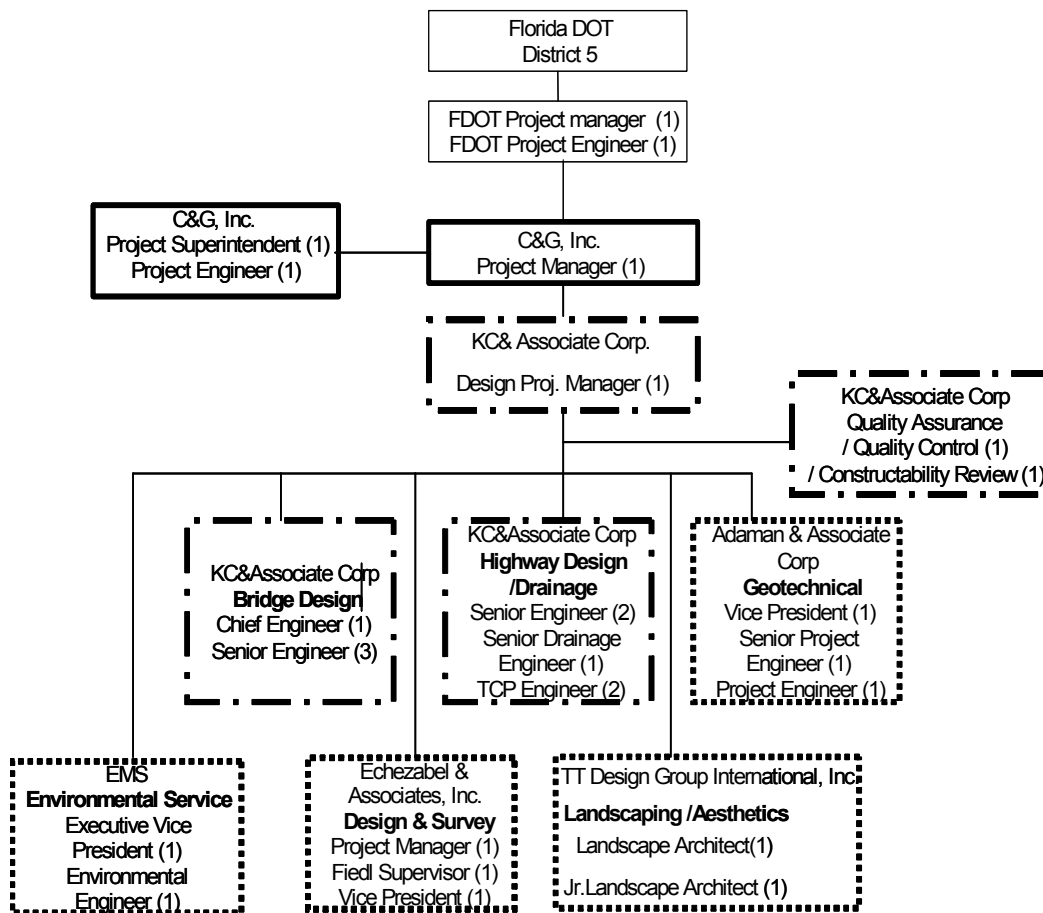 Florida DOT
District 5
FDOT Project manager (1)
FDOT Project Engineer (1)
C&G, Inc.
Project Superintendent (1)
Project Engineer (1)
C&G, Inc.
Project Manager (1)
KC& Associate Corp.
Design Proj. Manager (1)
KC&Associate Corp
Quality Assurance
/ Quality Control (1)
/ Constructability Review (1)
KC&Associate Corp
Bridge Design
Chief Engineer (1)
Senior Engineer (3)
KC&Associate Corp
Highway Design
/Drainage
Senior Engineer (2)
Senior Drainage
Engineer (1)
TCP Engineer (2)
Adaman & Associate
Corp
Geotechnical
Vice President (1)
Senior Project
Engineer (1)
Project Engineer (1)
EMS
Environmental Service
Executive Vice
President (1)
Environmental
Engineer (1)
Echezabel &
Associates, Inc.
Design & Survey
Project Manager (1)
Fiedl Supervisor (1)
Vice President (1)
TT Design Group International, Inc
Landscaping /Aesthetics
Landscape Architect(1)
Jr.Landscape Architect (1)